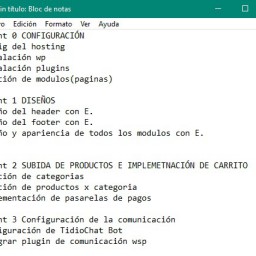 in título: Bloc de notas
Edición Formato Ver Ayuda
nt 0 CONFIGURACIÓN
ig del hosting
alación wp
alación plugins
ción de modulos(paginas)
nt 1 DISEÑOS
ño del header con E.
ño del footer con E.
ño y apariencia de todos los modulos con E.
nt 2 SUBIDA DE PRODUCTOS E IMPLEMETNACIÓN DE CARRITO
ción de categorias
ción de productos x categoria
ementación de pasarelas de pagos
nt 3 Configuración de la comunicación
iguración de TidioChat Bot
grar plugin de comunicación wsp